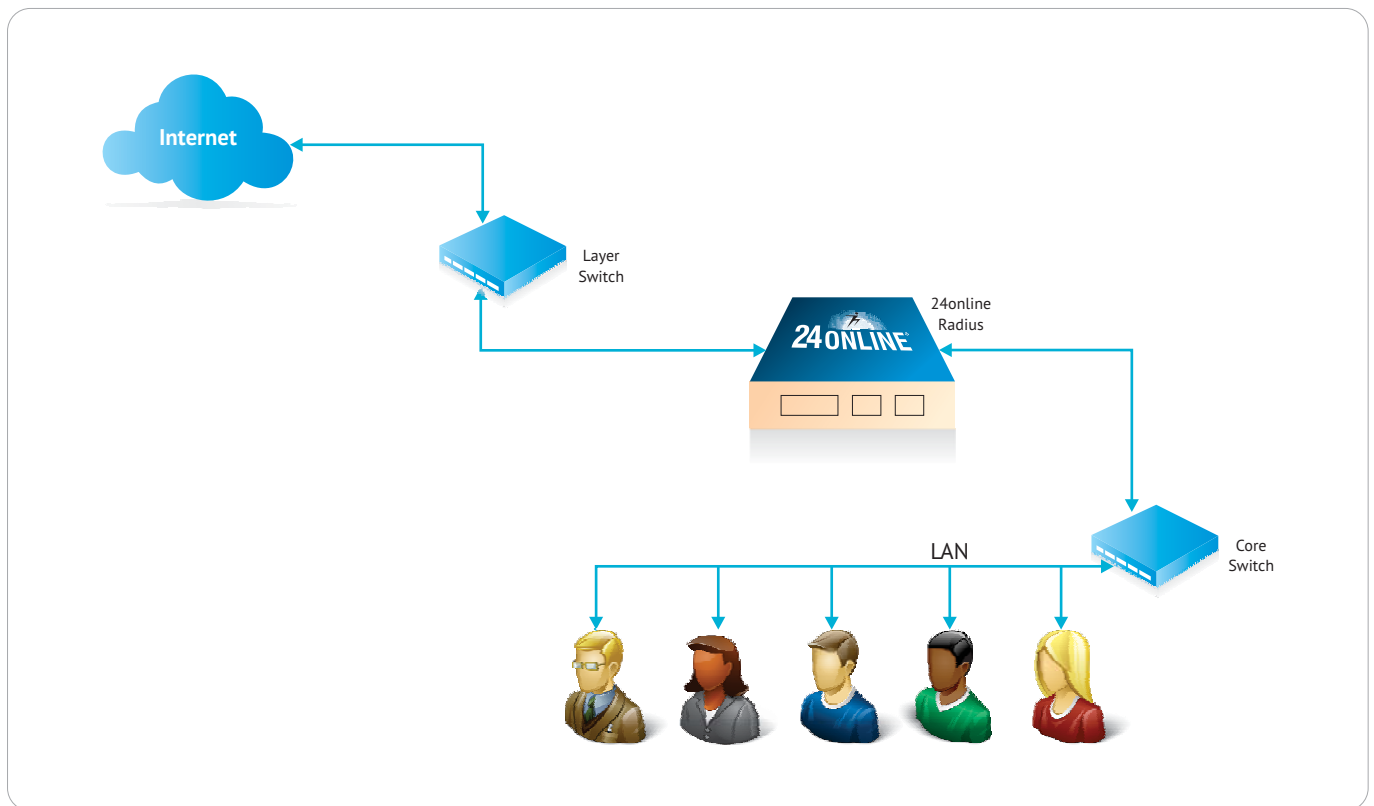 Internet
Layer
Switch
24online
Radius
24ONLINE®
LAN
Core
Switch